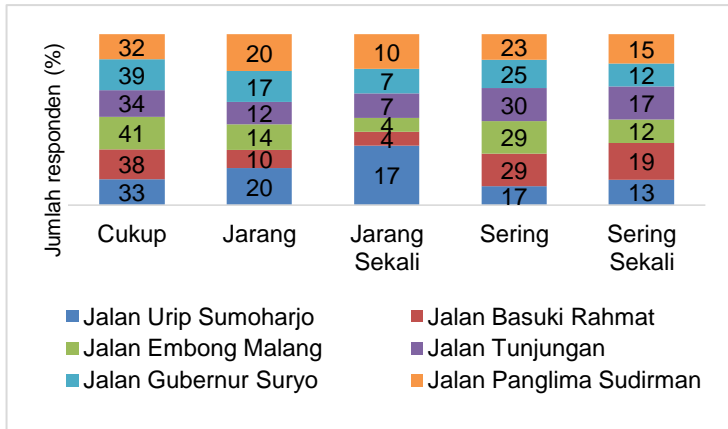 Jumlah responden (%)
32 20 10 23 15
39 17 7 25 12
34 12 7 30 17
41 14 4 29 12
38 10 4 29 19
33 20 17 17 13
Cukup Jarang Jarang Sering Sering
Sekali Sekali
Jalan Urip Sumoharjo Jalan Basuki Rahmat
Jalan Embong Malang Jalan Tunjungan
Jalan Gubernur Suryo Jalan Panglima Sudirman